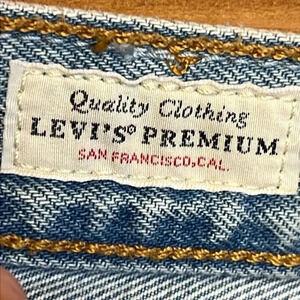 Quality Clothing
LEVI'S® PREMIUM
SAN FRANCISCO, CAL.